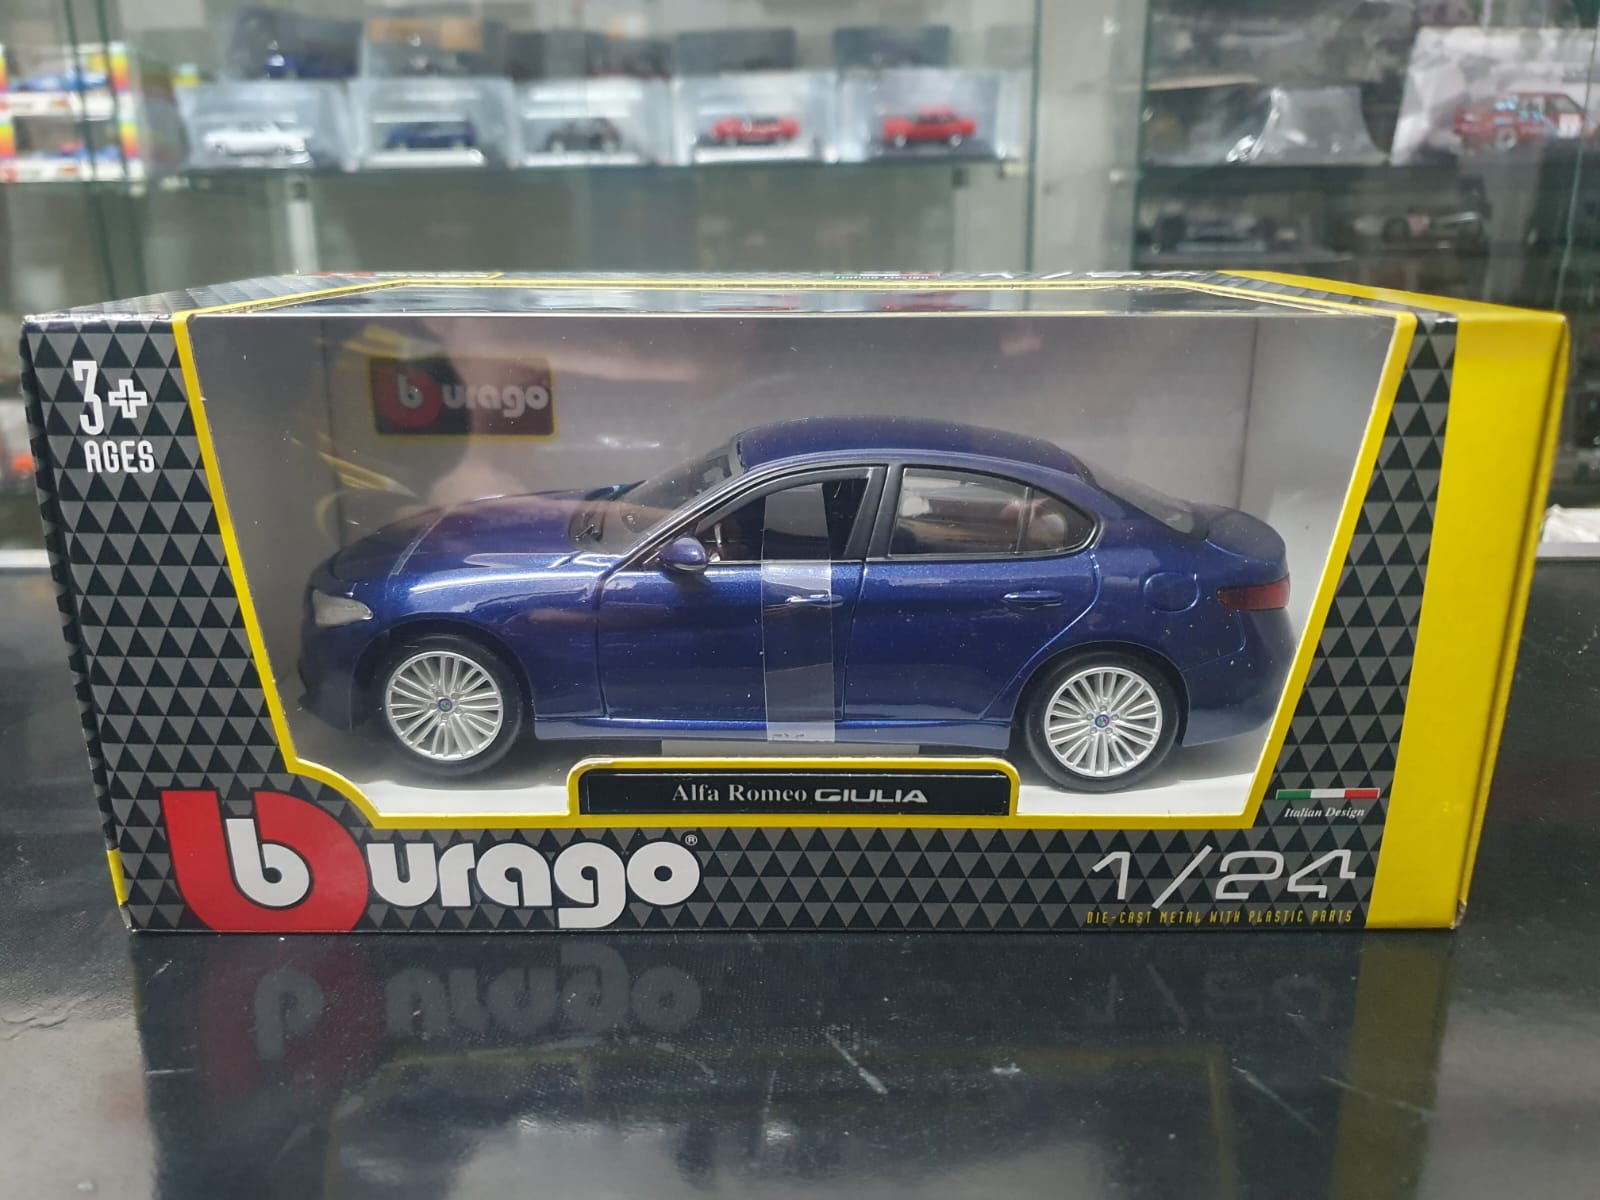 3+
AGES
burago
Alfa Romeo GIULIA
Italian Design
burago®
1/24
DIE-CAST METAL WITH PLASTIC PARTS